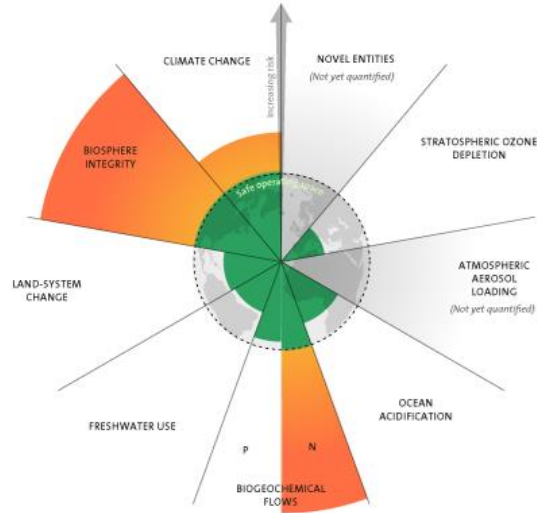 CLIMATE CHANGE
Increasing risk
NOVEL ENTITIES
(Not yet quantified)
STRATOSPHERIC OZONE
DEPLETION
BIOSPHERE
INTEGRITY
Safe operating space
ATMOSPHERIC
AEROSOL
LOADING
(Not yet quantified)
LAND-SYSTEM
CHANGE
OCEAN
ACIDIFICATION
FRESHWATER USE
P
N
BIOGEOCHEMICAL
FLOWS